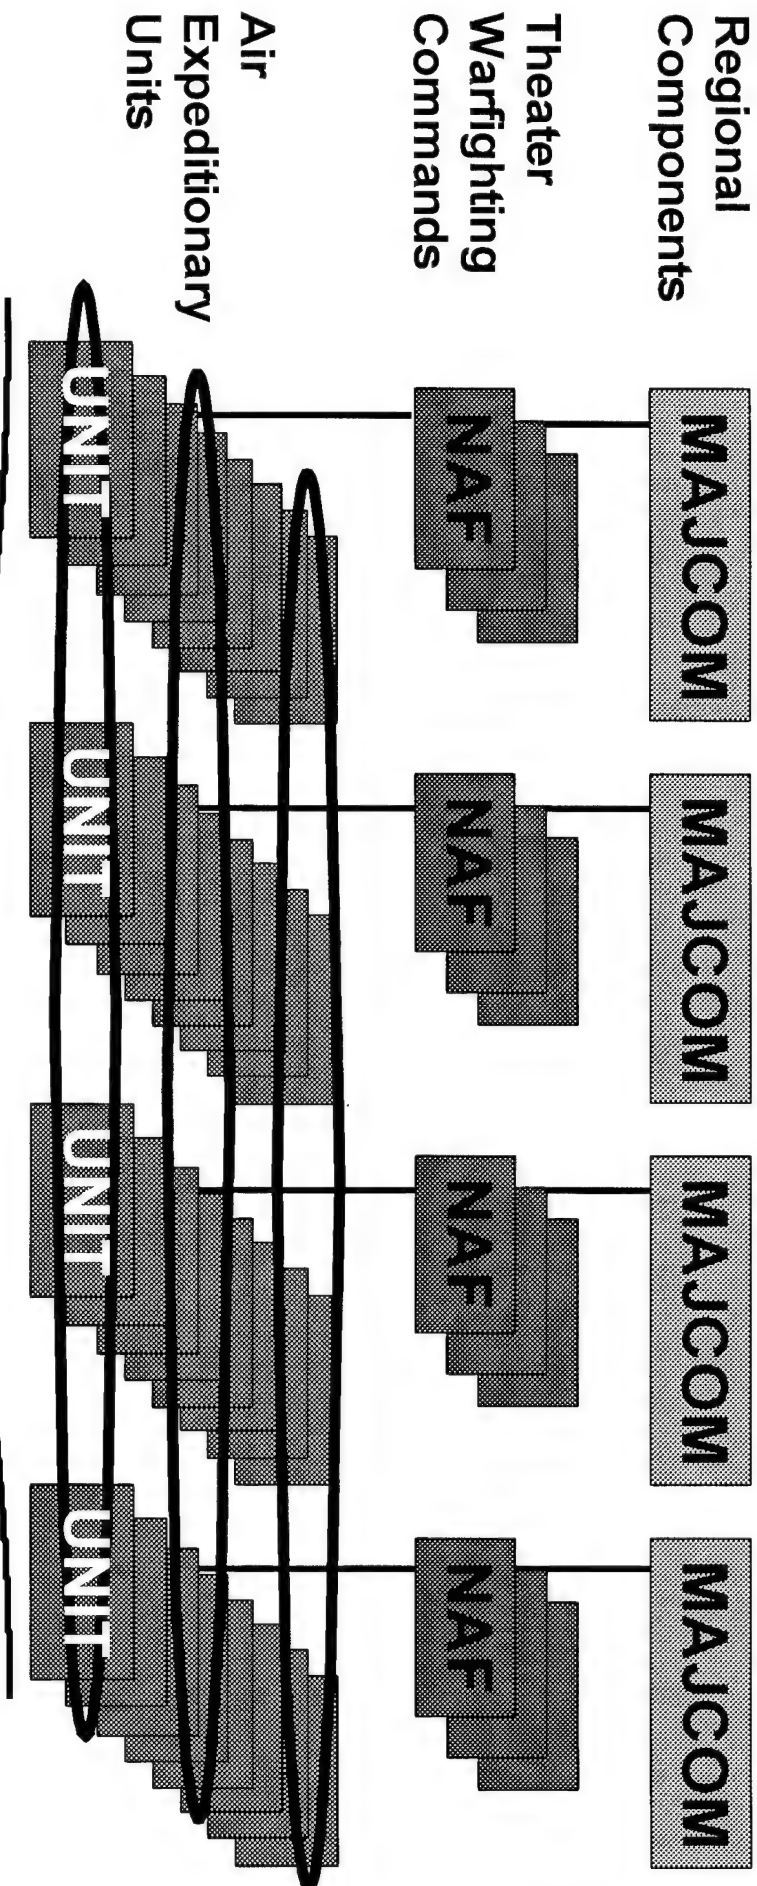 Regional
Components
MAJCOM
MAJCOM
MAJCOM
MAJCOM
Theater
Warfighting
Commands
NAF
NAF
NAF
NAF
Air
Expeditionary
Units
UNIT
UNIT
UNIT
UNIT